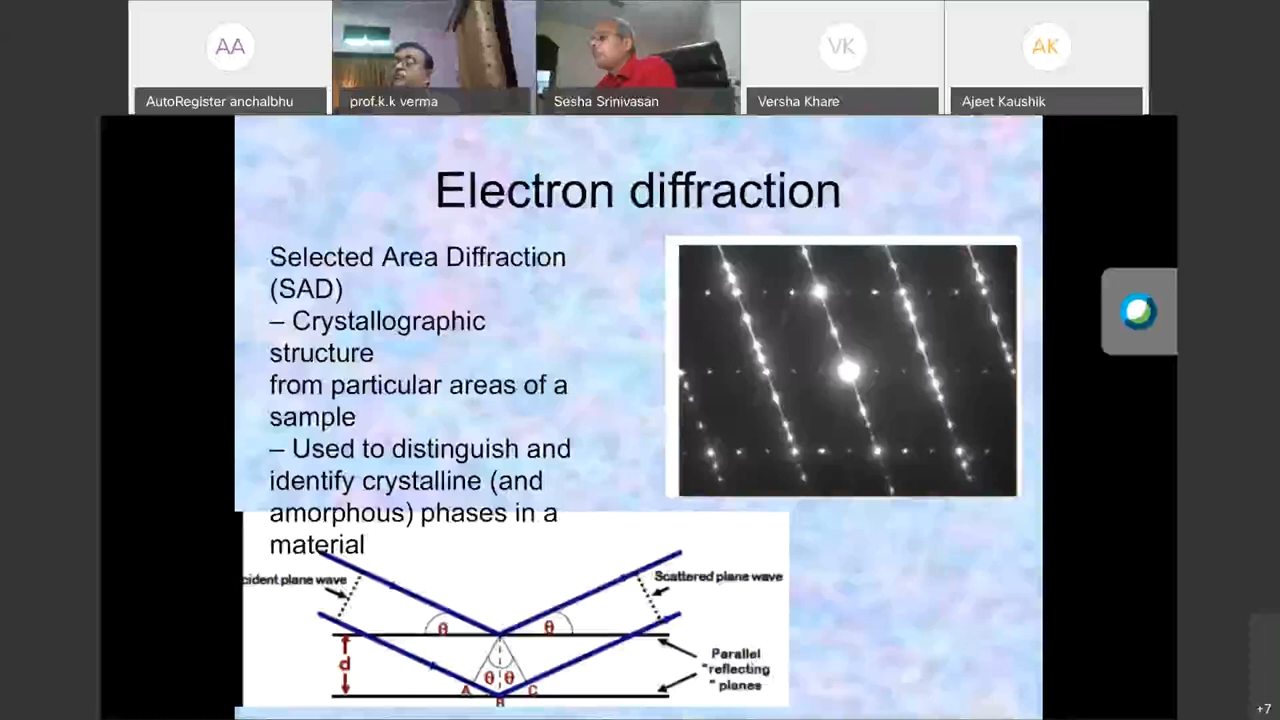 AA
VK
AK
AutoRegister anchalbhu
prof.k.k verma
Sesha Srinivasan
Versha Khare
Ajeet Kaushik
Electron diffraction
Selected Area Diffraction
(SAD)
– Crystallographic
structure
from particular areas of a
sample
– Used to distinguish and
identify crystalline (and
amorphous) phases in a
material
cident plane wave
Scattered plane wave
θ
θ
d
θ θ
A
C
B
Parallel
"reflecting
" planes
+7